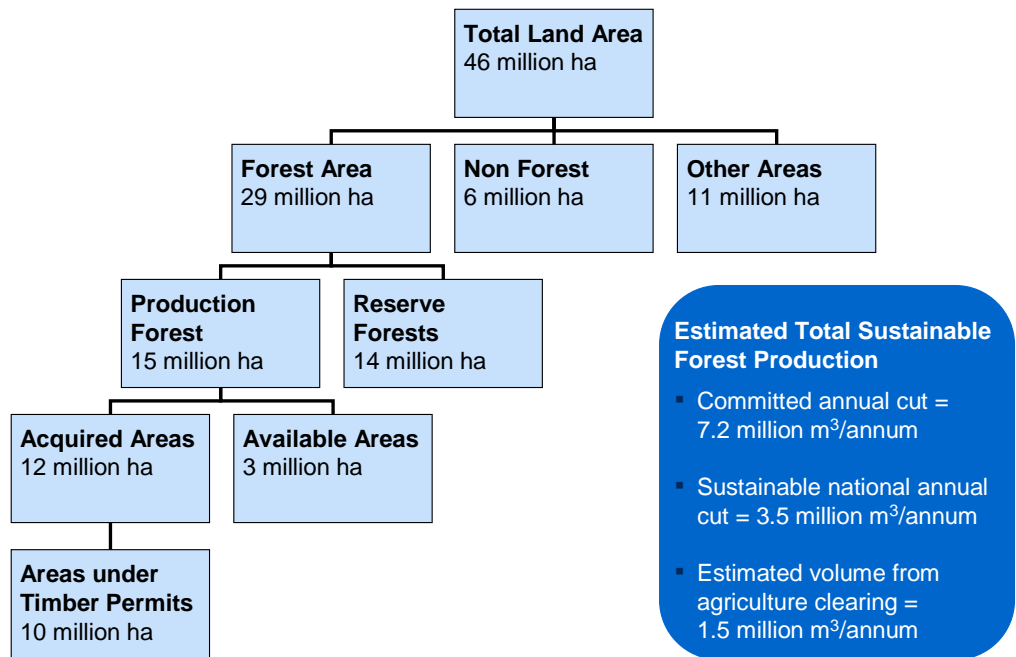 Total Land Area
46 million ha
Forest Area
29 million ha
Non Forest
6 million ha
Other Areas
11 million ha
Production
Forest
15 million ha
Reserve
Forests
14 million ha
Acquired Areas
12 million ha
Available Areas
3 million ha
Areas under
Timber Permits
10 million ha
Estimated Total Sustainable
Forest Production
▪ Committed annual cut =
7.2 million m³/annum
▪ Sustainable national annual
cut = 3.5 million m³/annum
▪ Estimated volume from
agriculture clearing =
1.5 million m³/annum